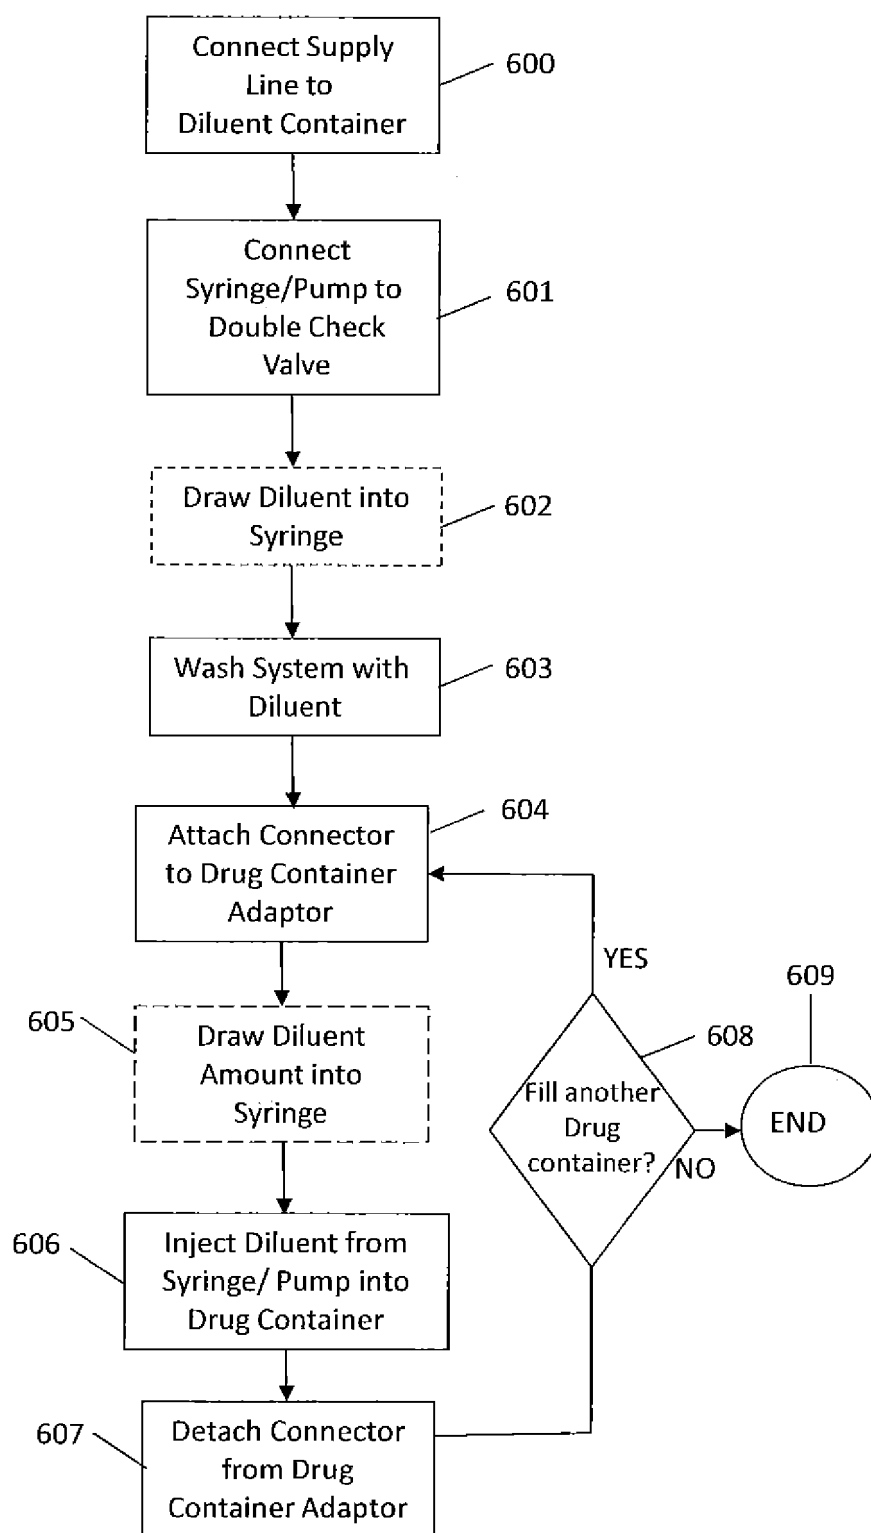 Connect Supply
Line to
Diluent Container
600
Connect
Syringe/Pump to
Double Check
Valve
601
Draw Diluent into
Syringe
602
Wash System with
Diluent
603
Attach Connector
to Drug Container
Adaptor
604
YES
609
605
Draw Diluent
Amount into
Syringe
608
Fill another
Drug
container?
NO
END
606
Inject Diluent from
Syringe/ Pump into
Drug Container
607
Detach Connector
from Drug
Container Adaptor